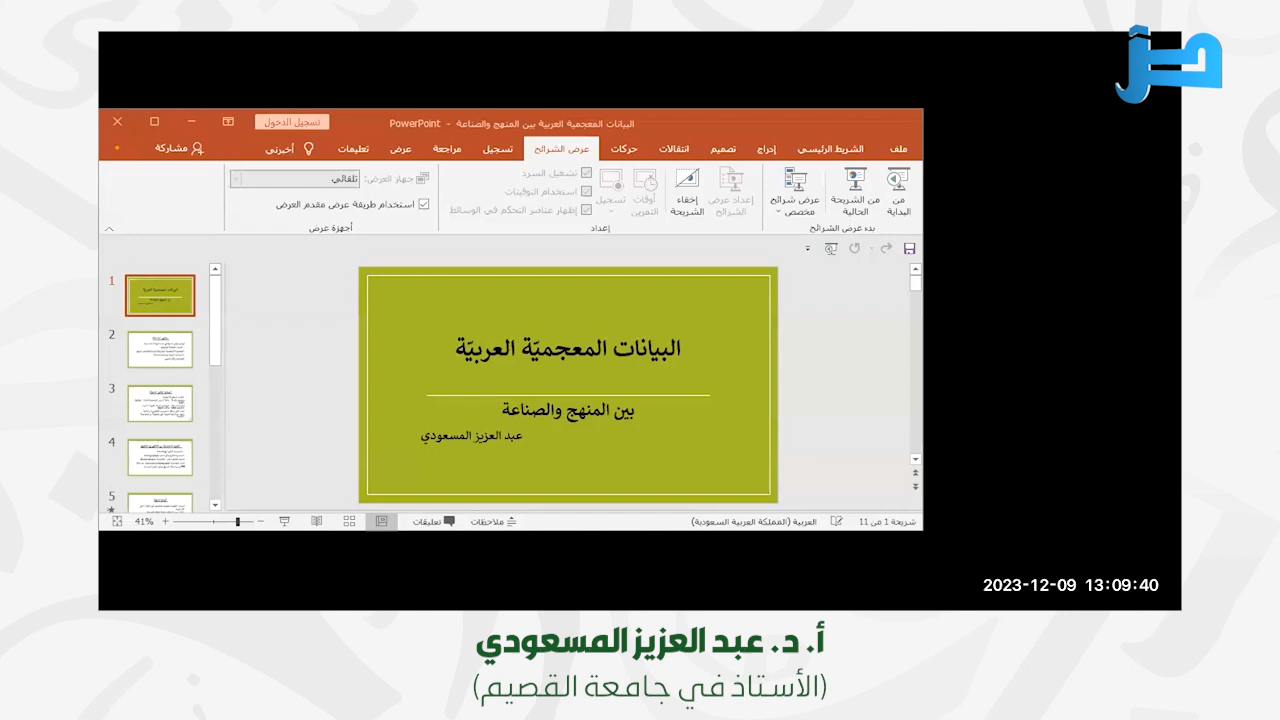 البيانات المعجمية العربية بين المنهج والصناعة - PowerPoint
تسجيل الدخول
ملف
الشريط الرئيسي
إدراج
تصميم
انتقالات
حركات
عرض الشرائح
تسجيل
مراجعة
عرض
تعليمات
أخبرني
مشاركة
من البداية
من الشريحة الحالية
عرض شرائح مخصص
بدء عرض الشرائح
إعداد عرض الشرائح
إخفاء الشريحة
أوقات التمرين
تسجيل
تشغيل السرد
استخدام التوقيتات
إظهار عناصر التحكم في الوسائط
إعداد
جهاز العرض:
تلقائي
استخدام طريقة عرض مقدم العرض
أجهزة عرض
1
2
3
4
5
البيانات المعجميّة العربيّة
بين المنهج والصناعة
عبد العزيز المسعودي
شريحة 1 من 11
العربية (المملكة العربية السعودية)
ملاحظات
تعليقات
41%
2023-12-09 13:09:40
أ. د. عبد العزيز المسعودي
(الأستاذ في جامعة القصيم)